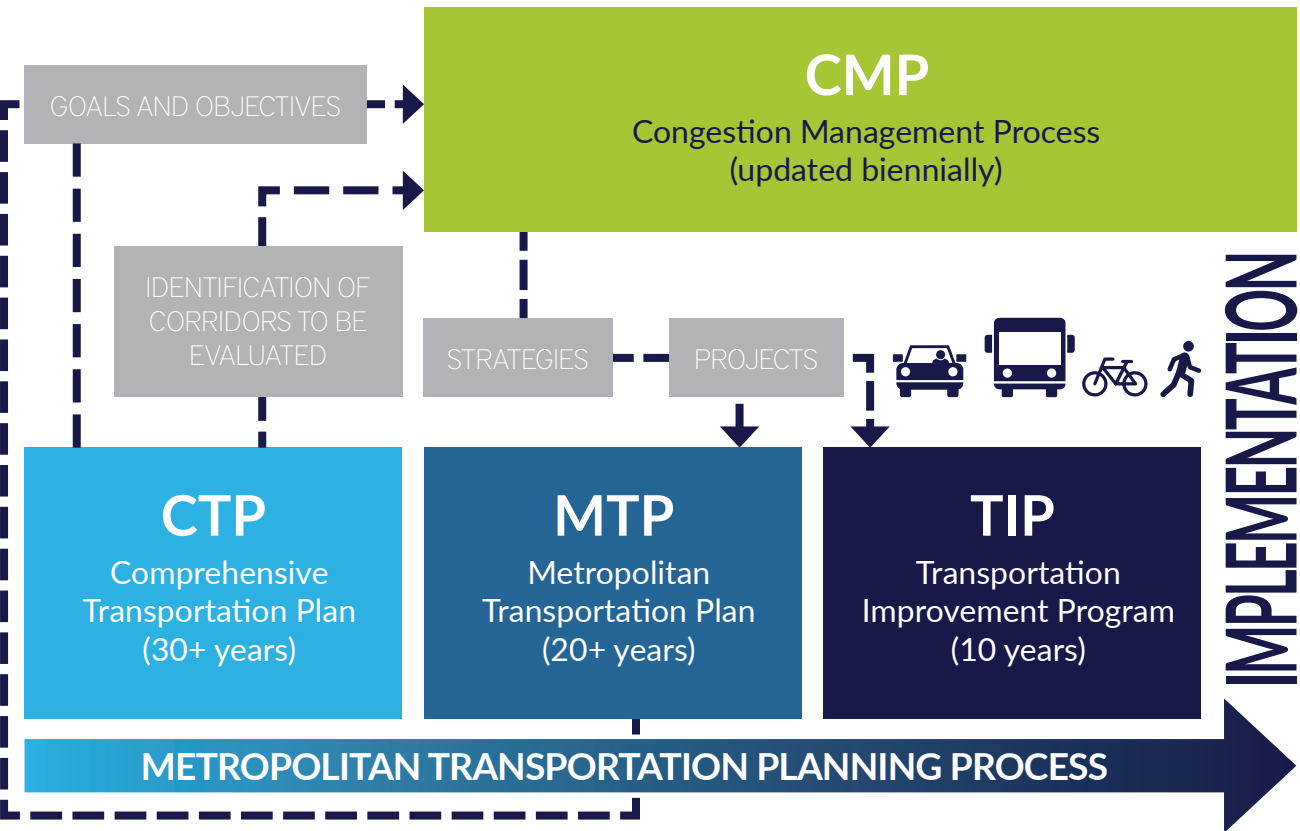 CMP
Congestion Management Process
(updated biennially)
GOALS AND OBJECTIVES
IDENTIFICATION OF
CORRIDORS TO BE
EVALUATED
STRATEGIES
PROJECTS
CTP
Comprehensive
Transportation Plan
(30+ years)
MTP
Metropolitan
Transportation Plan
(20+ years)
TIP
Transportation
Improvement Program
(10 years)
IMPLEMENTATION
METROPOLITAN TRANSPORTATION PLANNING PROCESS